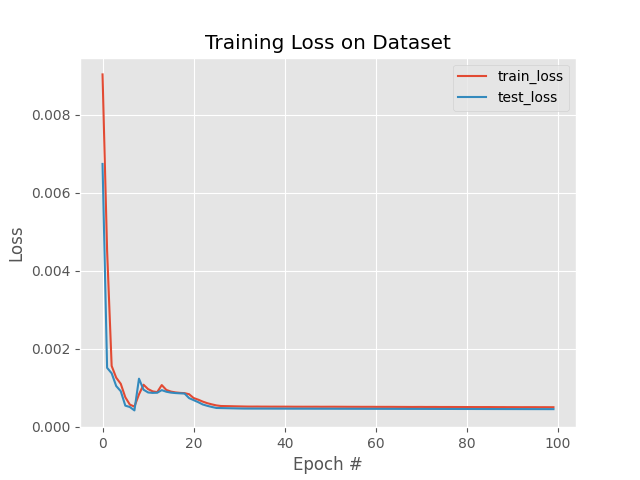 Training Loss on Dataset
train_loss
test_loss
0.008
0.006
0.004
0.002
0.000
Loss
0 20 40 60 80 100
Epoch #